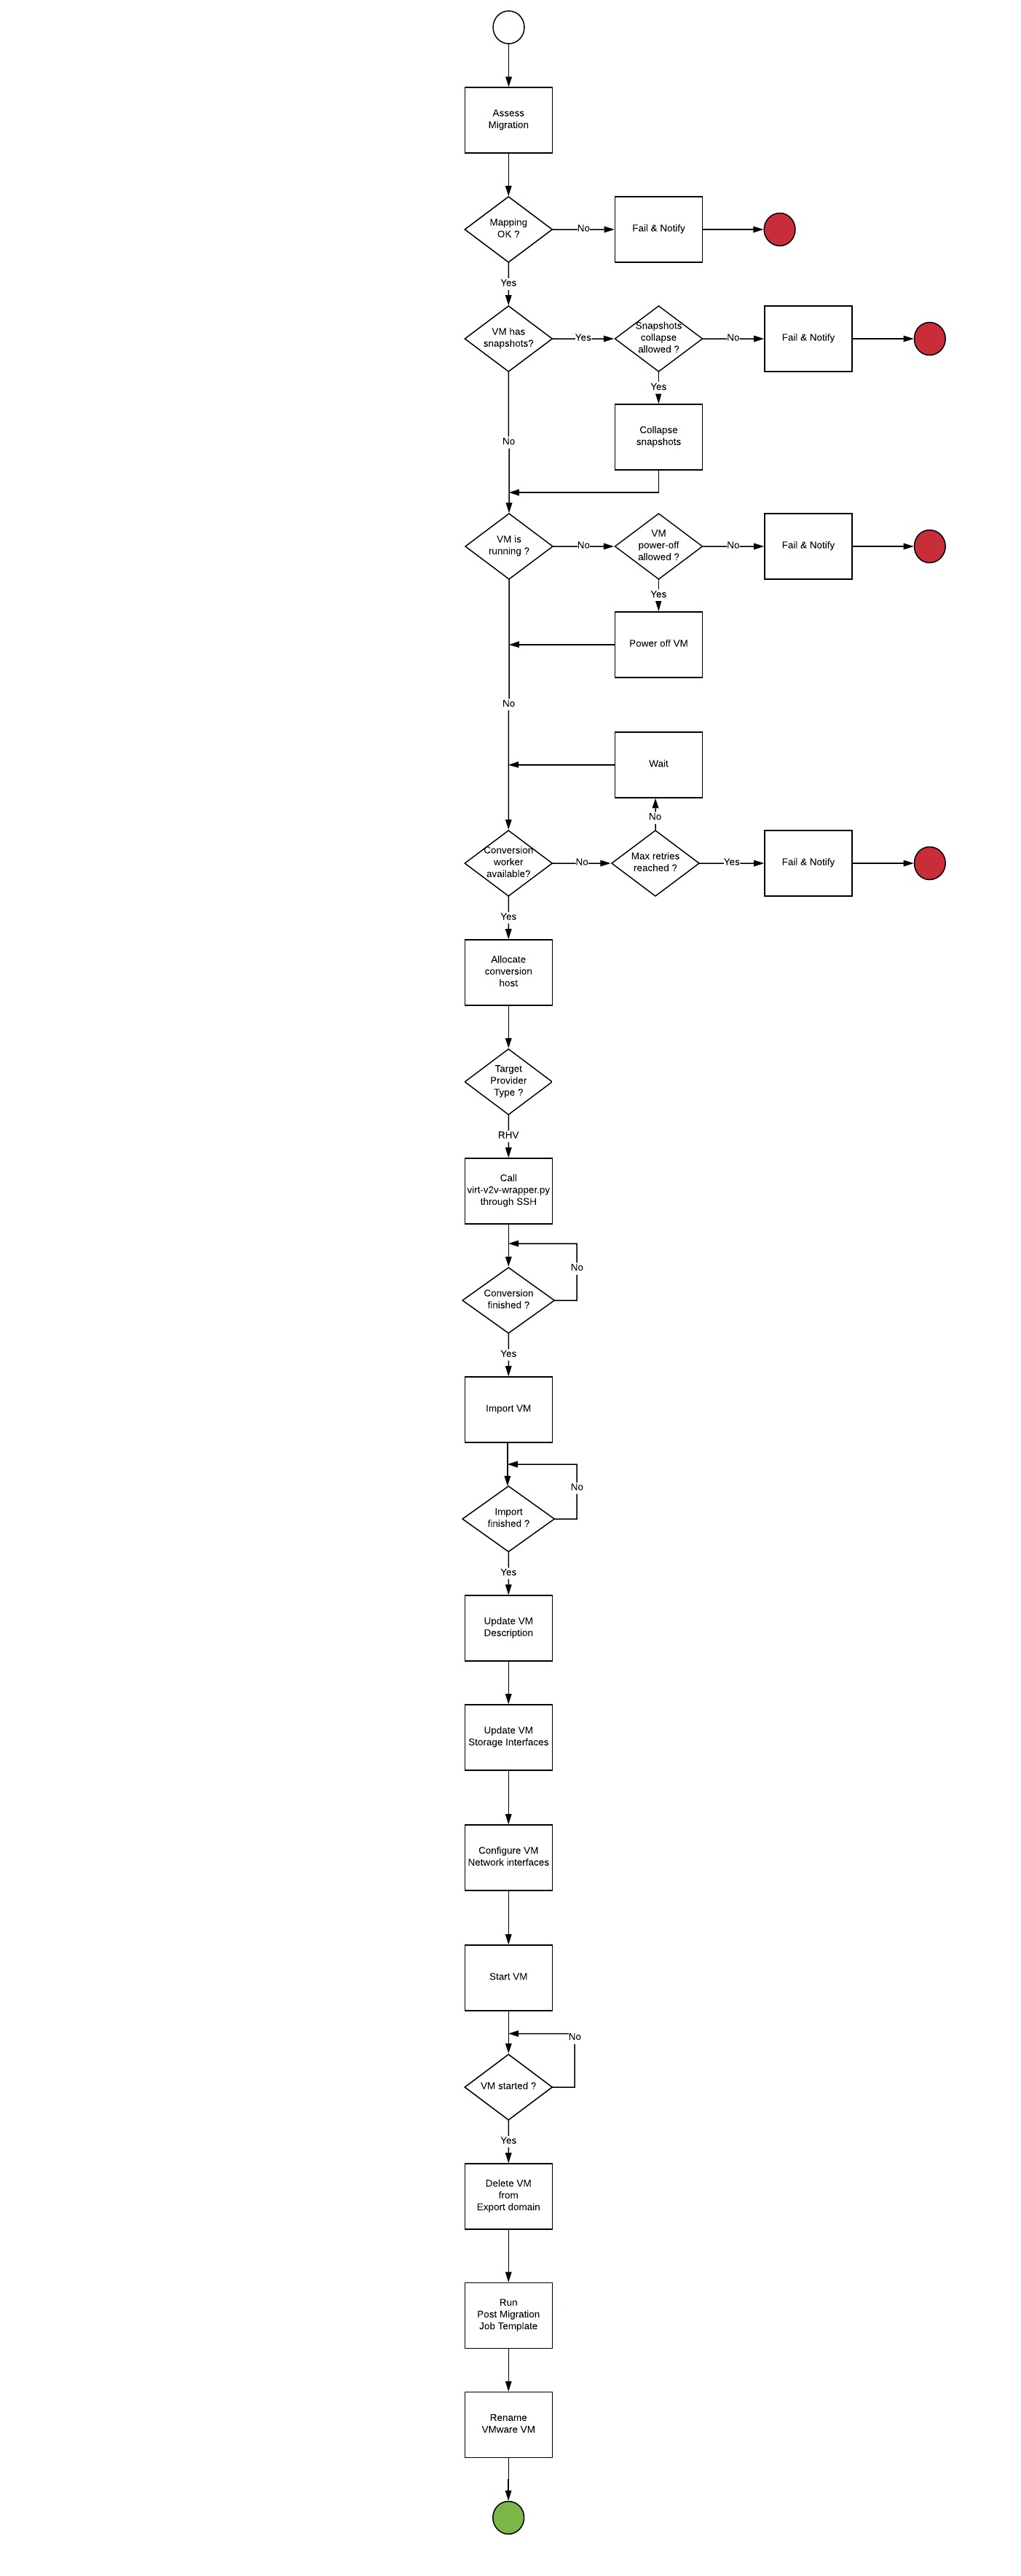 Assess
Migration
Mapping
OK ?
No
Fail & Notify
Yes
VM has
snapshots?
Yes
Snapshots
collapse
allowed ?
No
Fail & Notify
Yes
No
Collapse
snapshots
VM is
running ?
No
VM
power-off
allowed ?
No
Fail & Notify
Yes
Power off VM
No
Wait
No
Conversion
worker
available?
No
Max retries
reached ?
Yes
Fail & Notify
Yes
Allocate
conversion
host
Target
Provider
Type ?
RHV
Call
virt-v2v-wrapper.py
through SSH
No
Conversion
finished ?
Yes
Import VM
No
Import
finished ?
Yes
Update VM
Description
Update VM
Storage Interfaces
Configure VM
Network interfaces
Start VM
No
VM started ?
Yes
Delete VM
from
Export domain
Run
Post Migration
Job Template
Rename
VMware VM